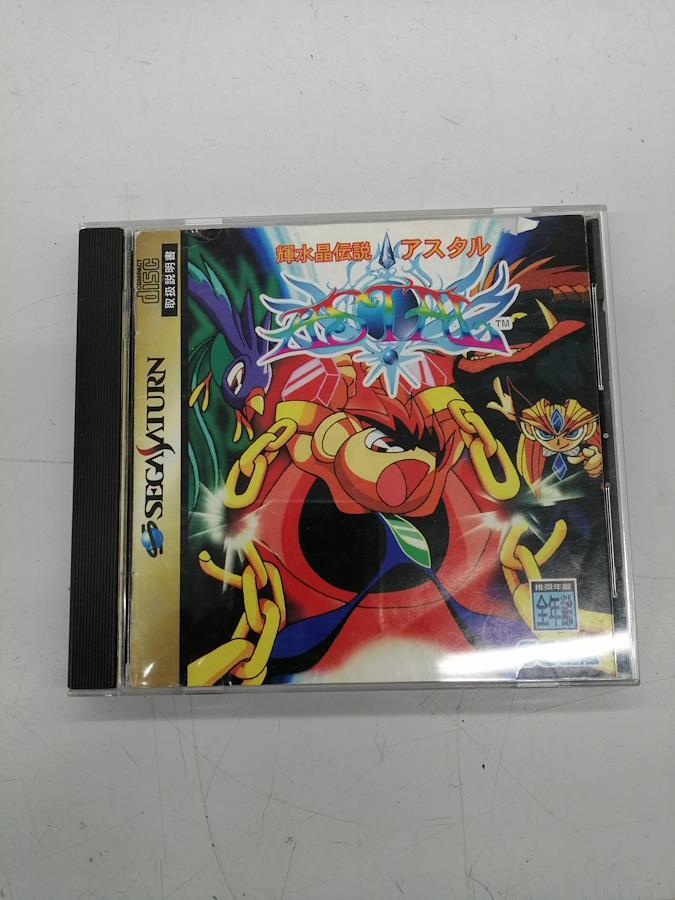 COMPACT
disc
取扱説明書
SEGA SATURN
輝水晶伝説 アスタル
ASTAL
TM
推奨年齢
全年齢